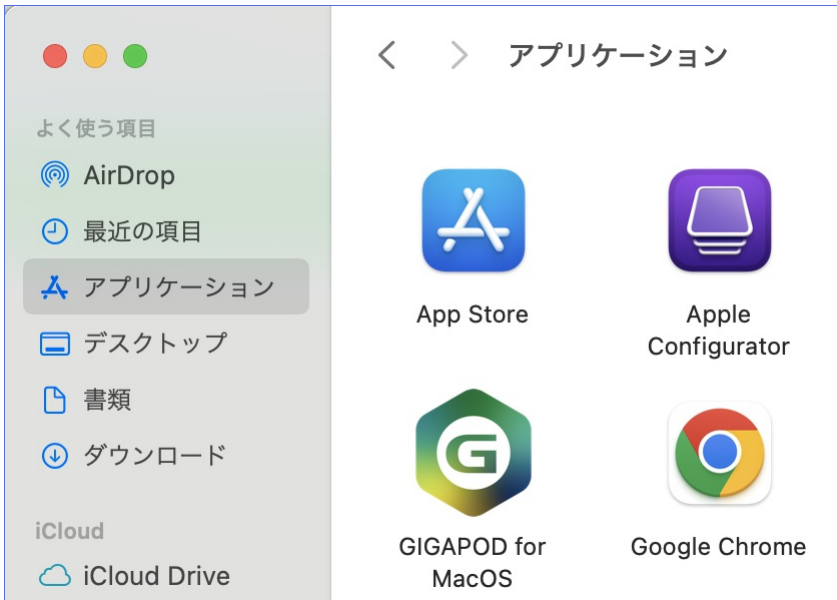 アプリケーション
よく使う項目
AirDrop
最近の項目
アプリケーション
デスクトップ
書類
ダウンロード
iCloud
iCloud Drive
App Store
Apple
Configurator
G
GIGAPOD for
MacOS
Google Chrome